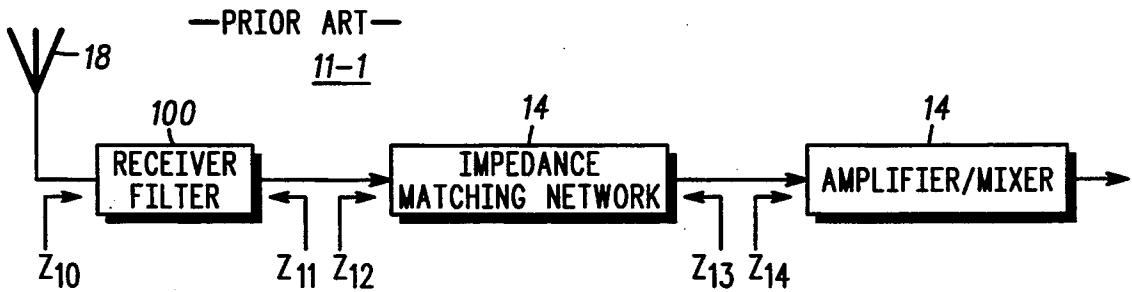 —PRIOR ART—
11-1
18
100
14
14
RECEIVER
FILTER
IMPEDANCE
MATCHING NETWORK
AMPLIFIER/MIXER
Z10
Z11
Z12
Z13
Z14